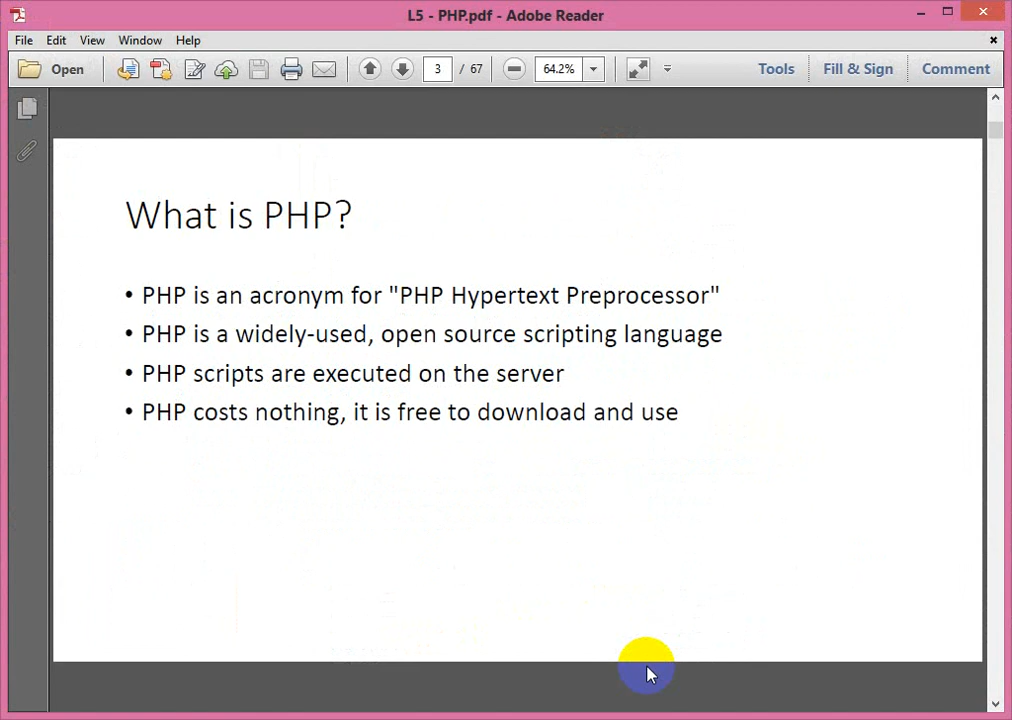 L5 - PHP.pdf - Adobe Reader
File Edit View Window Help
Open 3 / 67 64.2% Tools Fill & Sign Comment
What is PHP?
• PHP is an acronym for "PHP Hypertext Preprocessor"
• PHP is a widely-used, open source scripting language
• PHP scripts are executed on the server
• PHP costs nothing, it is free to download and use